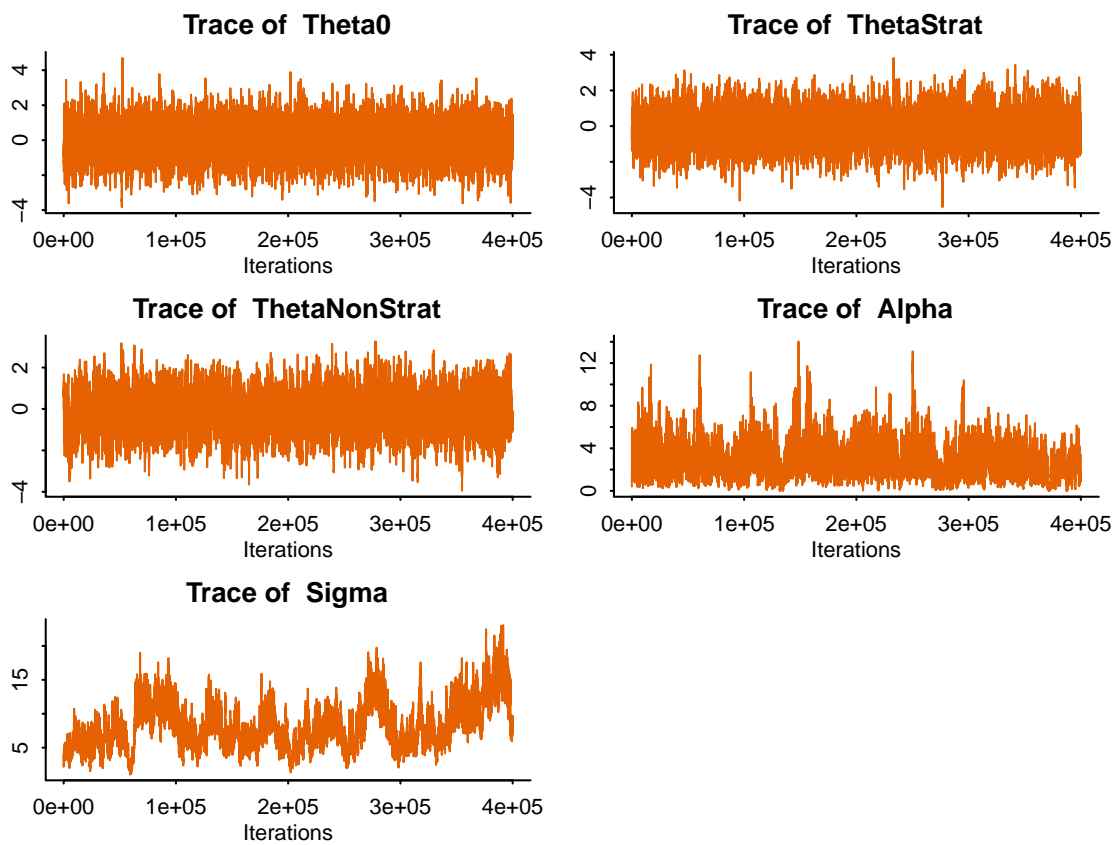 Trace of Theta0
4
2
0
−4
0e+00 1e+05 2e+05 3e+05 4e+05
Iterations
Trace of ThetaStrat
4
2
0
−4
0e+00 1e+05 2e+05 3e+05 4e+05
Iterations
Trace of ThetaNonStrat
2
0
−4
0e+00 1e+05 2e+05 3e+05 4e+05
Iterations
Trace of Alpha
12
8
4
0
0e+00 1e+05 2e+05 3e+05 4e+05
Iterations
Trace of Sigma
15
5
0e+00 1e+05 2e+05 3e+05 4e+05
Iterations